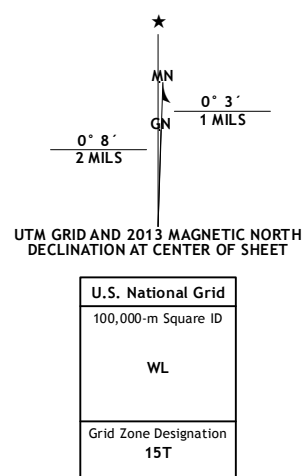 ★
MN
0° 3´
1 MILS
GN
0° 8´
2 MILS
UTM GRID AND 2013 MAGNETIC NORTH
DECLINATION AT CENTER OF SHEET
U.S. National Grid
100,000-m Square ID
WL
Grid Zone Designation
15T